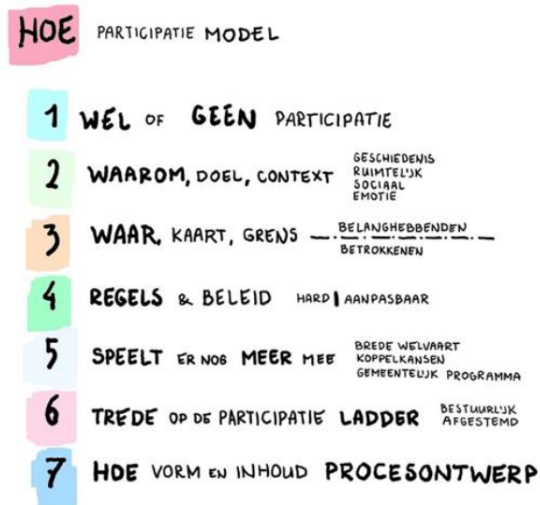 HOE PARTICIPATIE MODEL
1 WEL OF GEEN PARTICIPATIE
2 WAAROM, DOEL, CONTEXT
GESCHIEDENIS
RUIMTELIJK
SOCIAAL
EMOTIE
3 WAAR, KAART, GRENS
BELANGHEBBENDEN
BETROKKENEN
4 REGELS & BELEID HARD | AANPASBAAR
5 SPEELT ER NOG MEER MEE
BREDE WELVAART
KOPPELKANSEN
GEMEENTELIJK PROGRAMMA
6 TREDE OP DE PARTICIPATIE LADDER
BESTUURLIJK
AFGESTEMD
7 HOE VORM EN INHOUD PROCESONTWERP